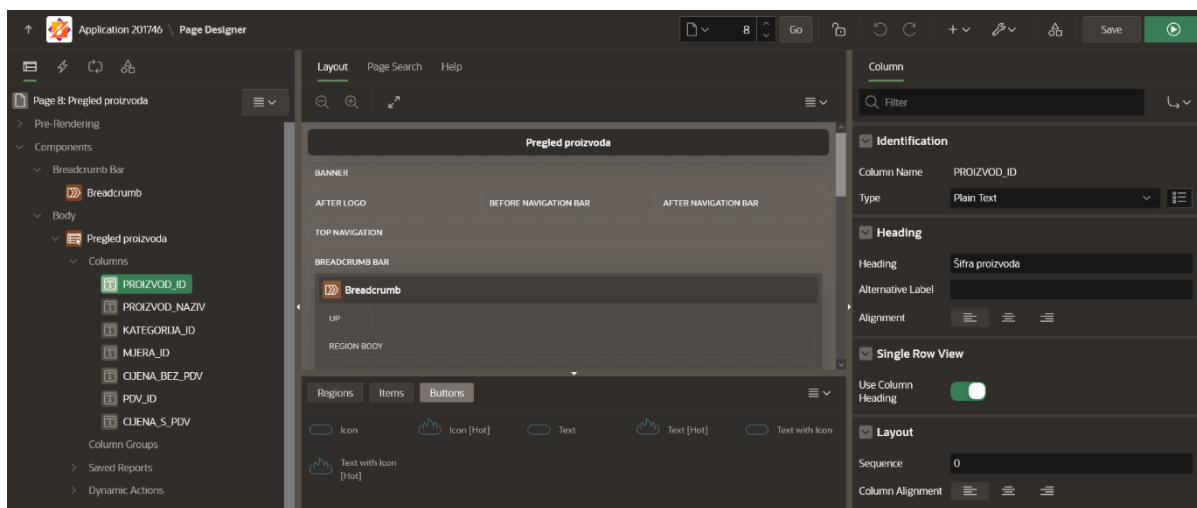 Application 201746 \ Page Designer
8
Go
Save
Page 8: Pregled proizvoda
Pre-Rendering
Components
Breadcrumb Bar
Breadcrumb
Body
Pregled proizvoda
Columns
PROIZVOD_ID
PROIZVOD_NAZIV
KATEGORIJA_ID
MJERA_ID
CIJENA_BEZ_PDV
PDV_ID
CIJENA_S_PDV
Column Groups
Saved Reports
Dynamic Actions
Layout Page Search Help
Pregled proizvoda
BANNER
AFTER LOGO BEFORE NAVIGATION BAR AFTER NAVIGATION BAR
TOP NAVIGATION
BREADCRUMB BAR
Breadcrumb
UP
REGION BODY
Regions Items Buttons
Icon Icon [Hot] Text Text [Hot] Text with Icon
Text with Icon
[Hot]
Column
Filter
Identification
Column Name PROIZVOD_ID
Type Plain Text
Heading
Heading Šifra proizvoda
Alternative Label
Alignment
Single Row View
Use Column
Heading
Layout
Sequence 0
Column Alignment